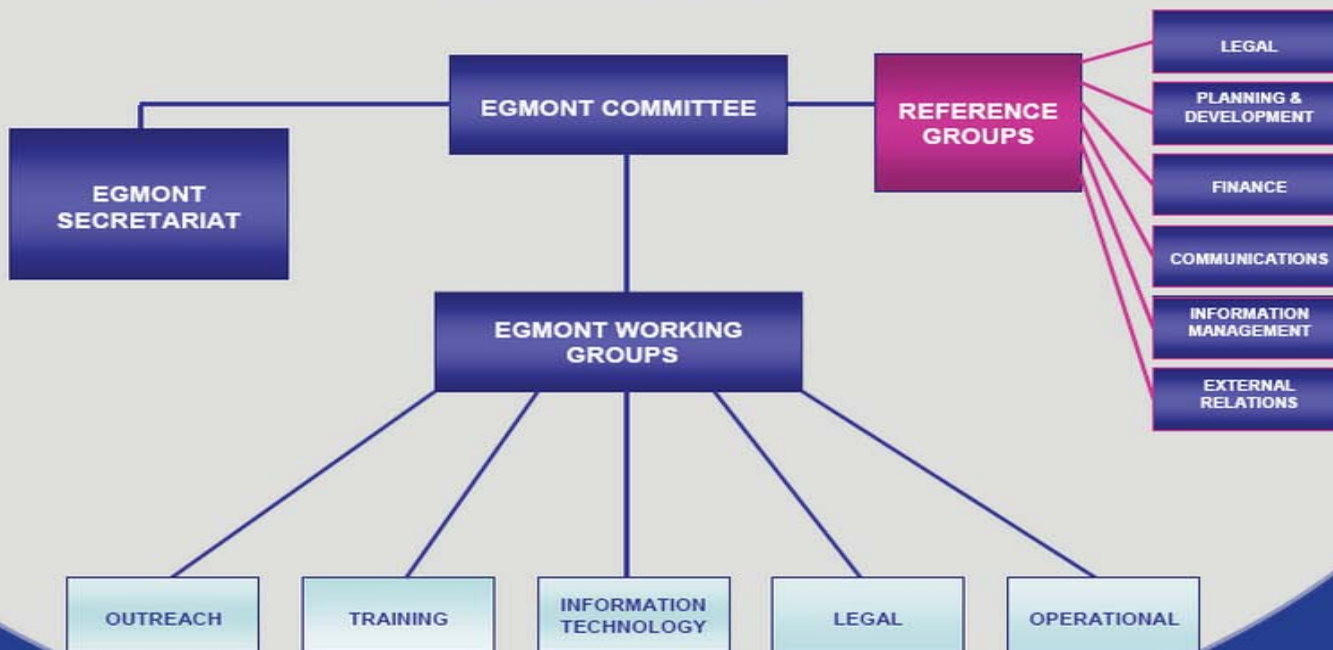 EGMONT COMMITTEE
EGMONT
SECRETARIAT
REFERENCE
GROUPS
LEGAL
PLANNING &
DEVELOPMENT
FINANCE
COMMUNICATIONS
INFORMATION
MANAGEMENT
EXTERNAL
RELATIONS
EGMONT WORKING
GROUPS
OUTREACH
TRAINING
INFORMATION
TECHNOLOGY
LEGAL
OPERATIONAL